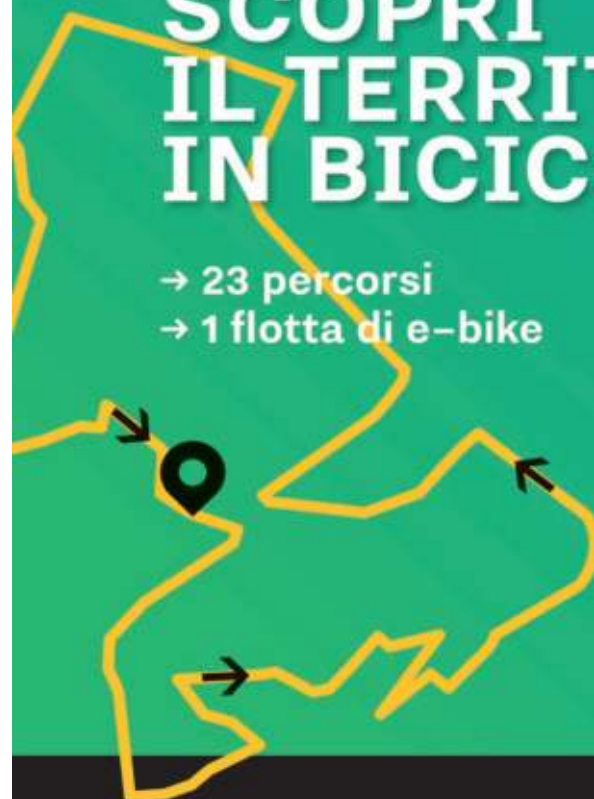 SCOPRI
IL TERRIT
IN BICIC
→ 23 percorsi
→ 1 flotta di e-bike